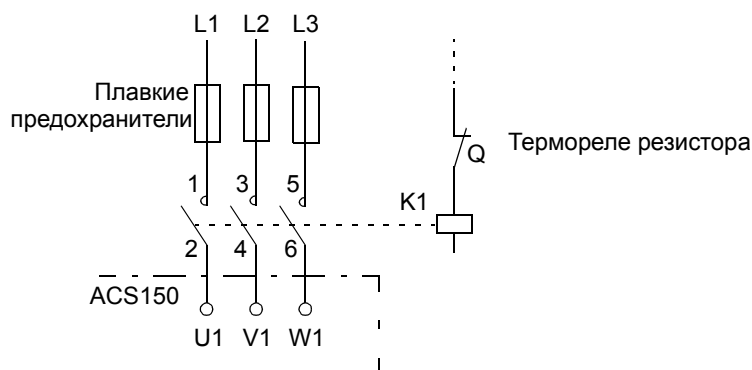 L1 L2 L3
Плавкие
предохранители
Термореле резистора
Q
1 3 5
K1
2 4 6
ACS150
U1 V1 W1